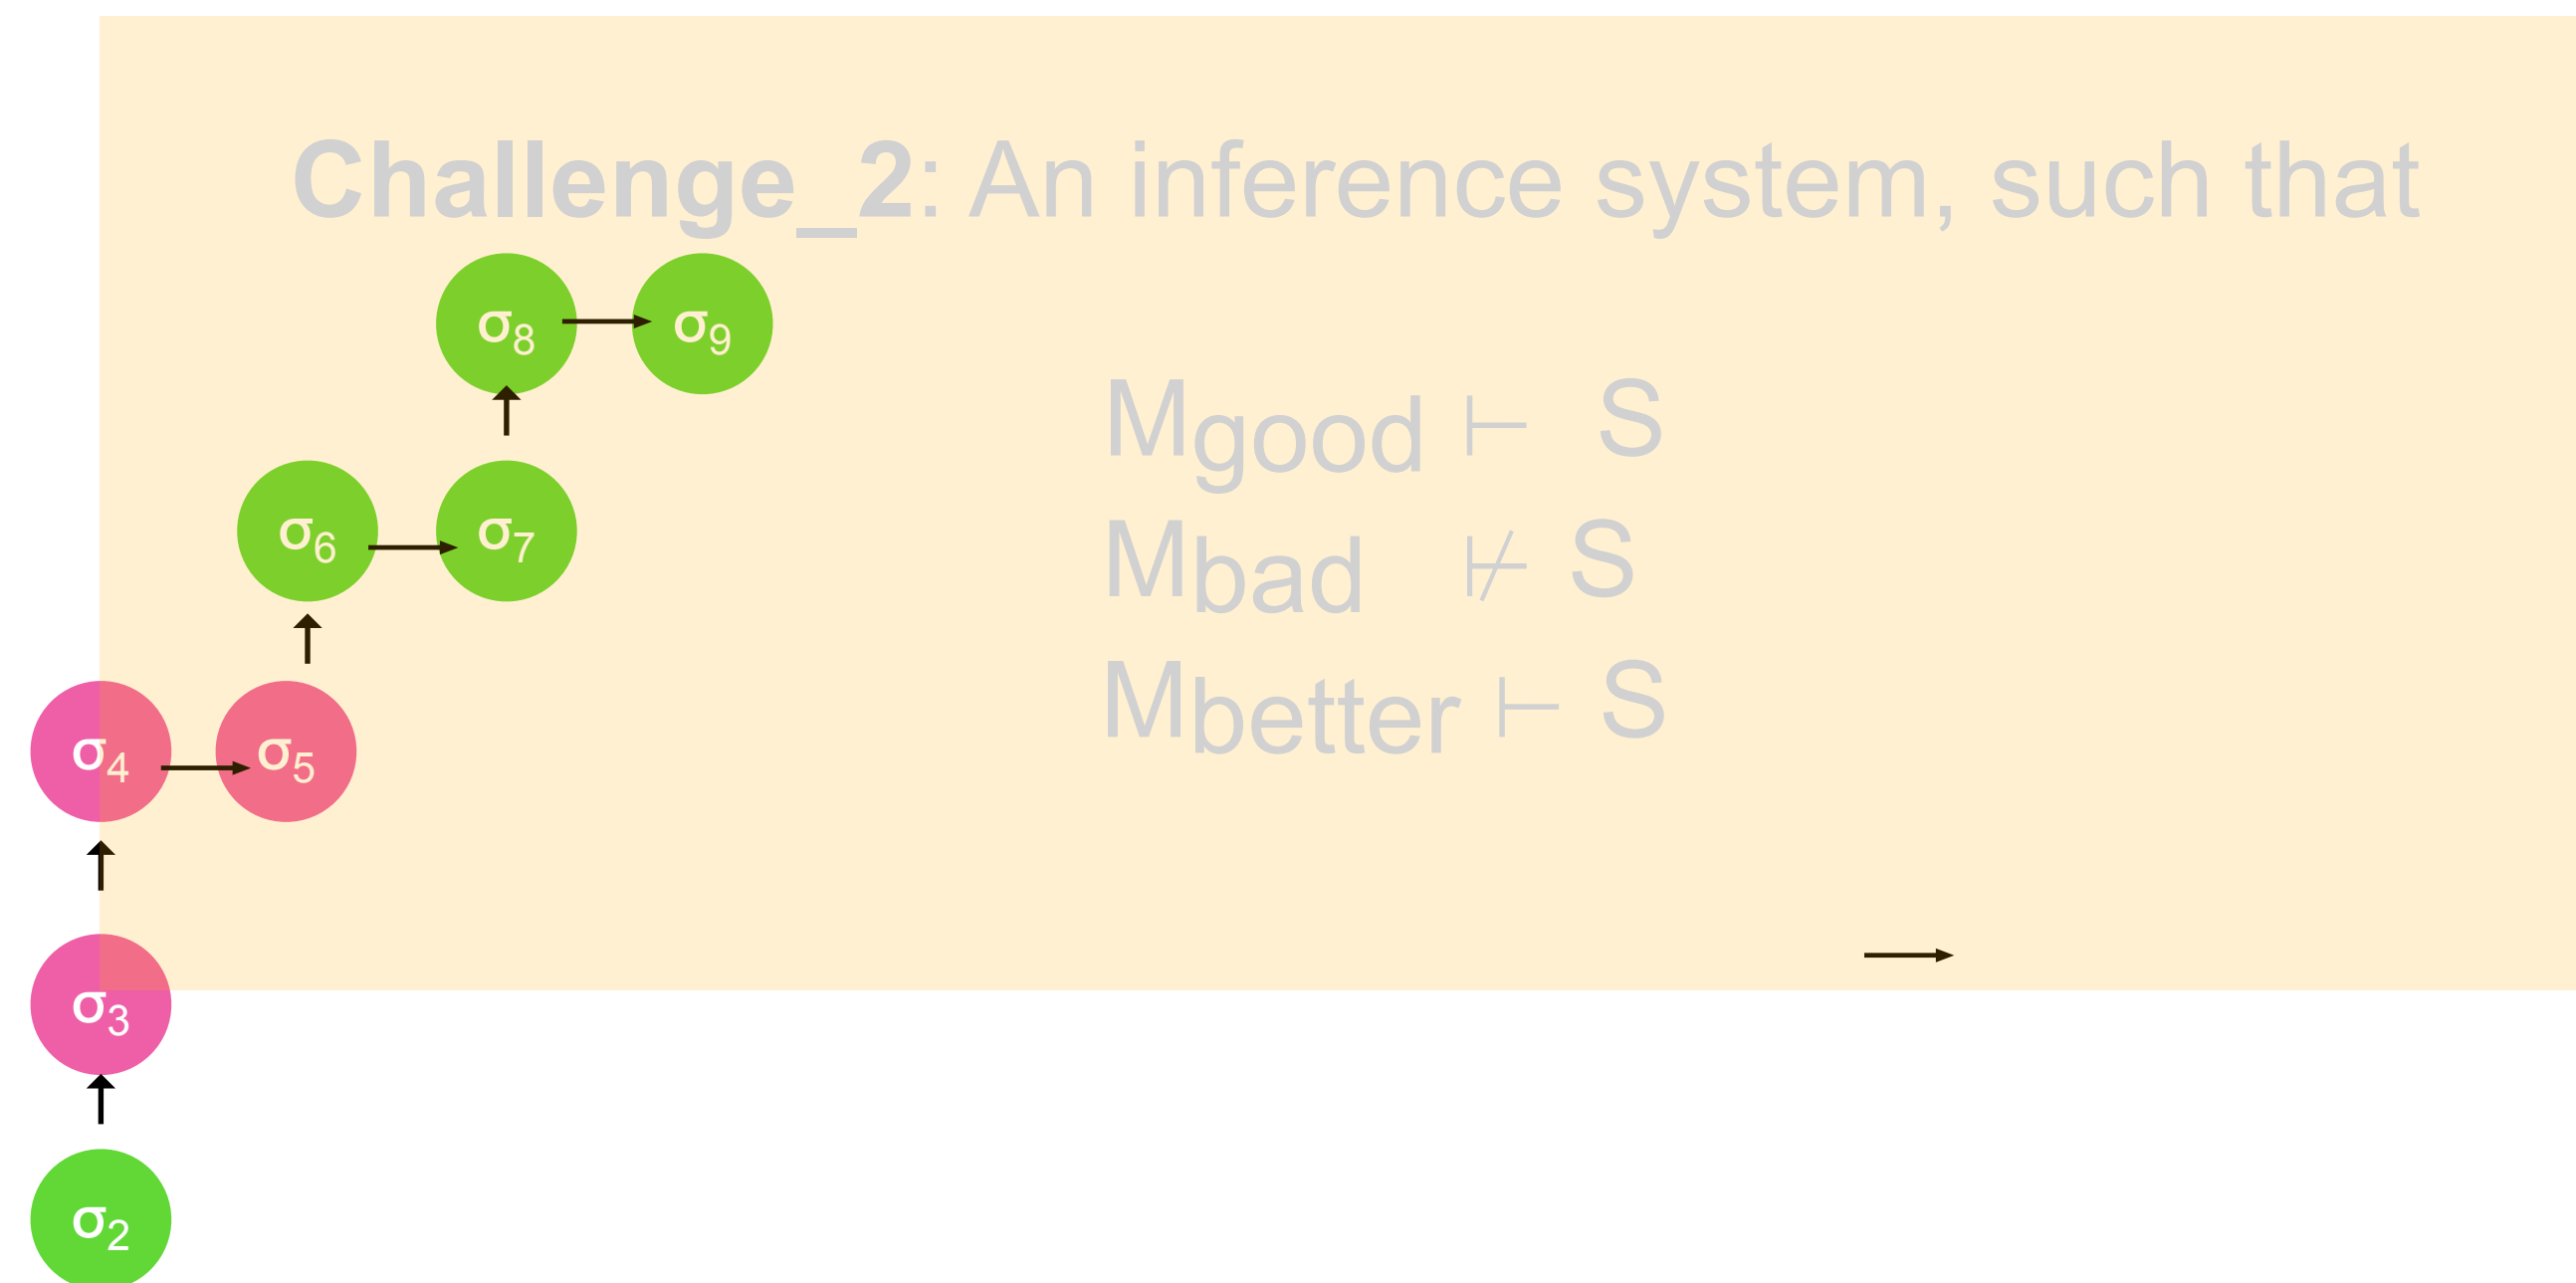 Challenge_2: An inference system, such that
σ8 σ9
Mgood ⊢ S
σ6 σ7
Mbad ⊬ S
Mbetter ⊢ S
σ4 σ5
σ3
σ2